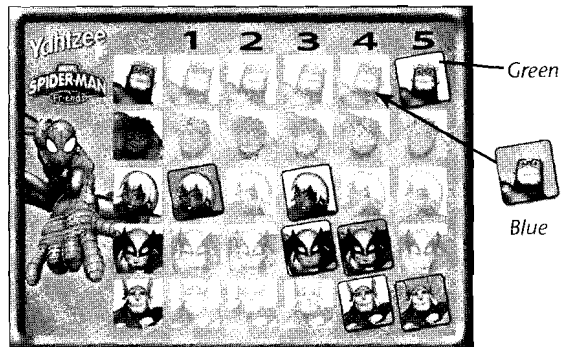 Yahtzee
1 2 3 4 5
SPIDER-MAN
Friends
Green
Blue